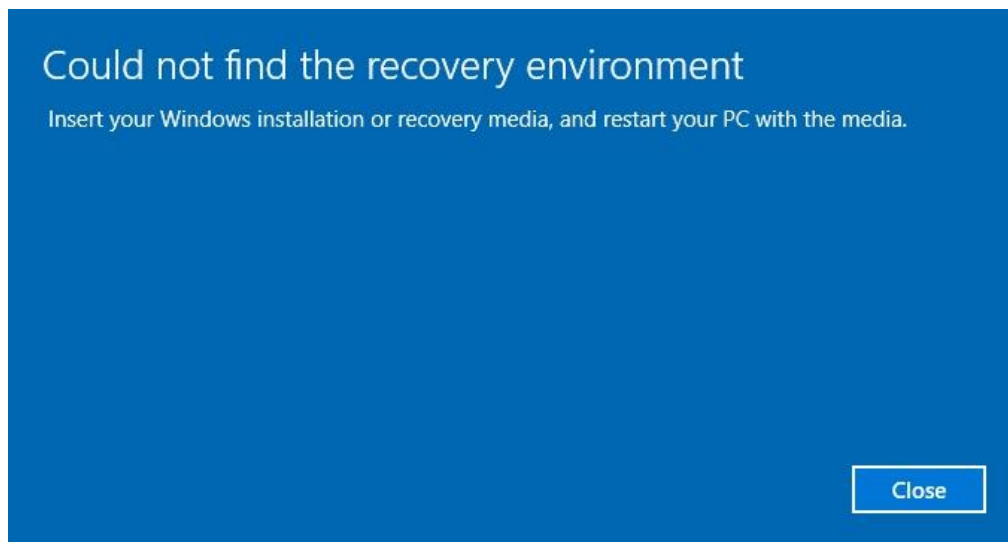 Could not find the recovery environment
Insert your Windows installation or recovery media, and restart your PC with the media.
Close